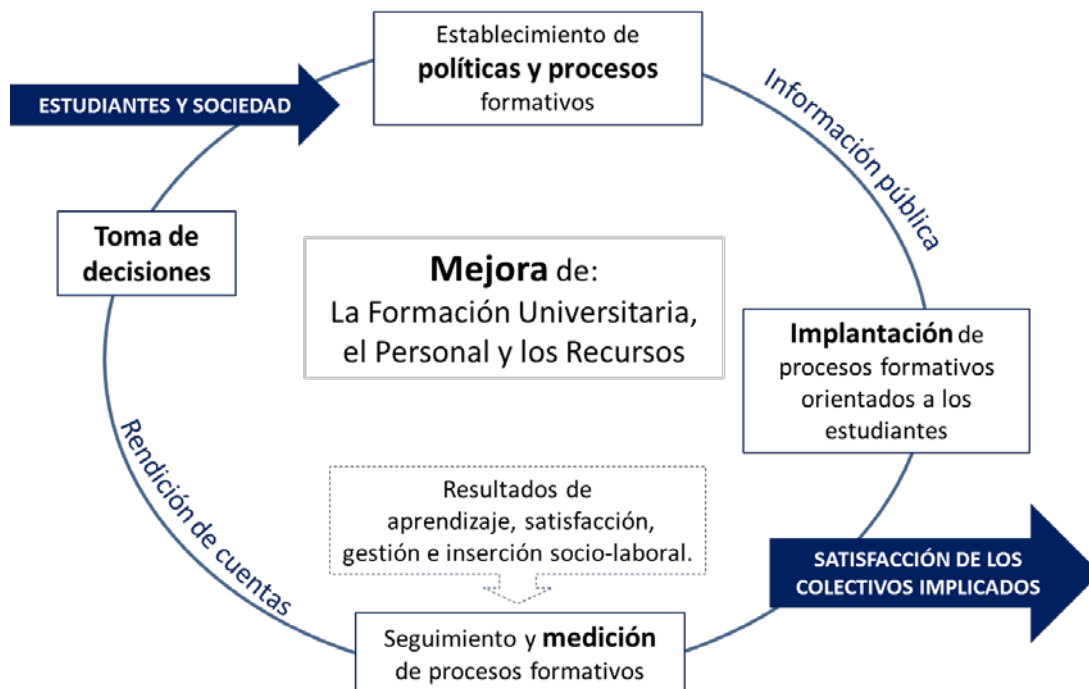 Establecimiento de
políticas y procesos
formativos
ESTUDIANTES Y SOCIEDAD
Información pública
Toma de
decisiones
Mejora de:
La Formación Universitaria,
el Personal y los Recursos
Implantación de
procesos formativos
orientados a los
estudiantes
Rendición de cuentas
Resultados de
aprendizaje, satisfacción,
gestión e inserción socio-laboral.
SATISFACCIÓN DE LOS
COLECTIVOS IMPLICADOS
Seguimiento y medición
de procesos formativos